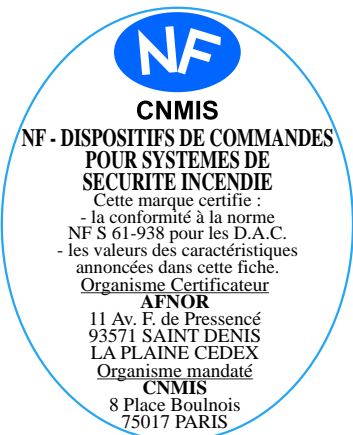 NF
CNMIS
NF - DISPOSITIFS DE COMMANDES
POUR SYSTEMES DE
SECURITE INCENDIE
Cette marque certifie :
- la conformité à la norme
NF S 61-938 pour les D.A.C.
- les valeurs des caractéristiques
annoncées dans cette fiche.
Organisme Certificateur
AFNOR
11 Av. F. de Pressencé
93571 SAINT DENIS
LA PLAINE CEDEX
Organisme mandaté
CNMIS
8 Place Boulnois
75017 PARIS